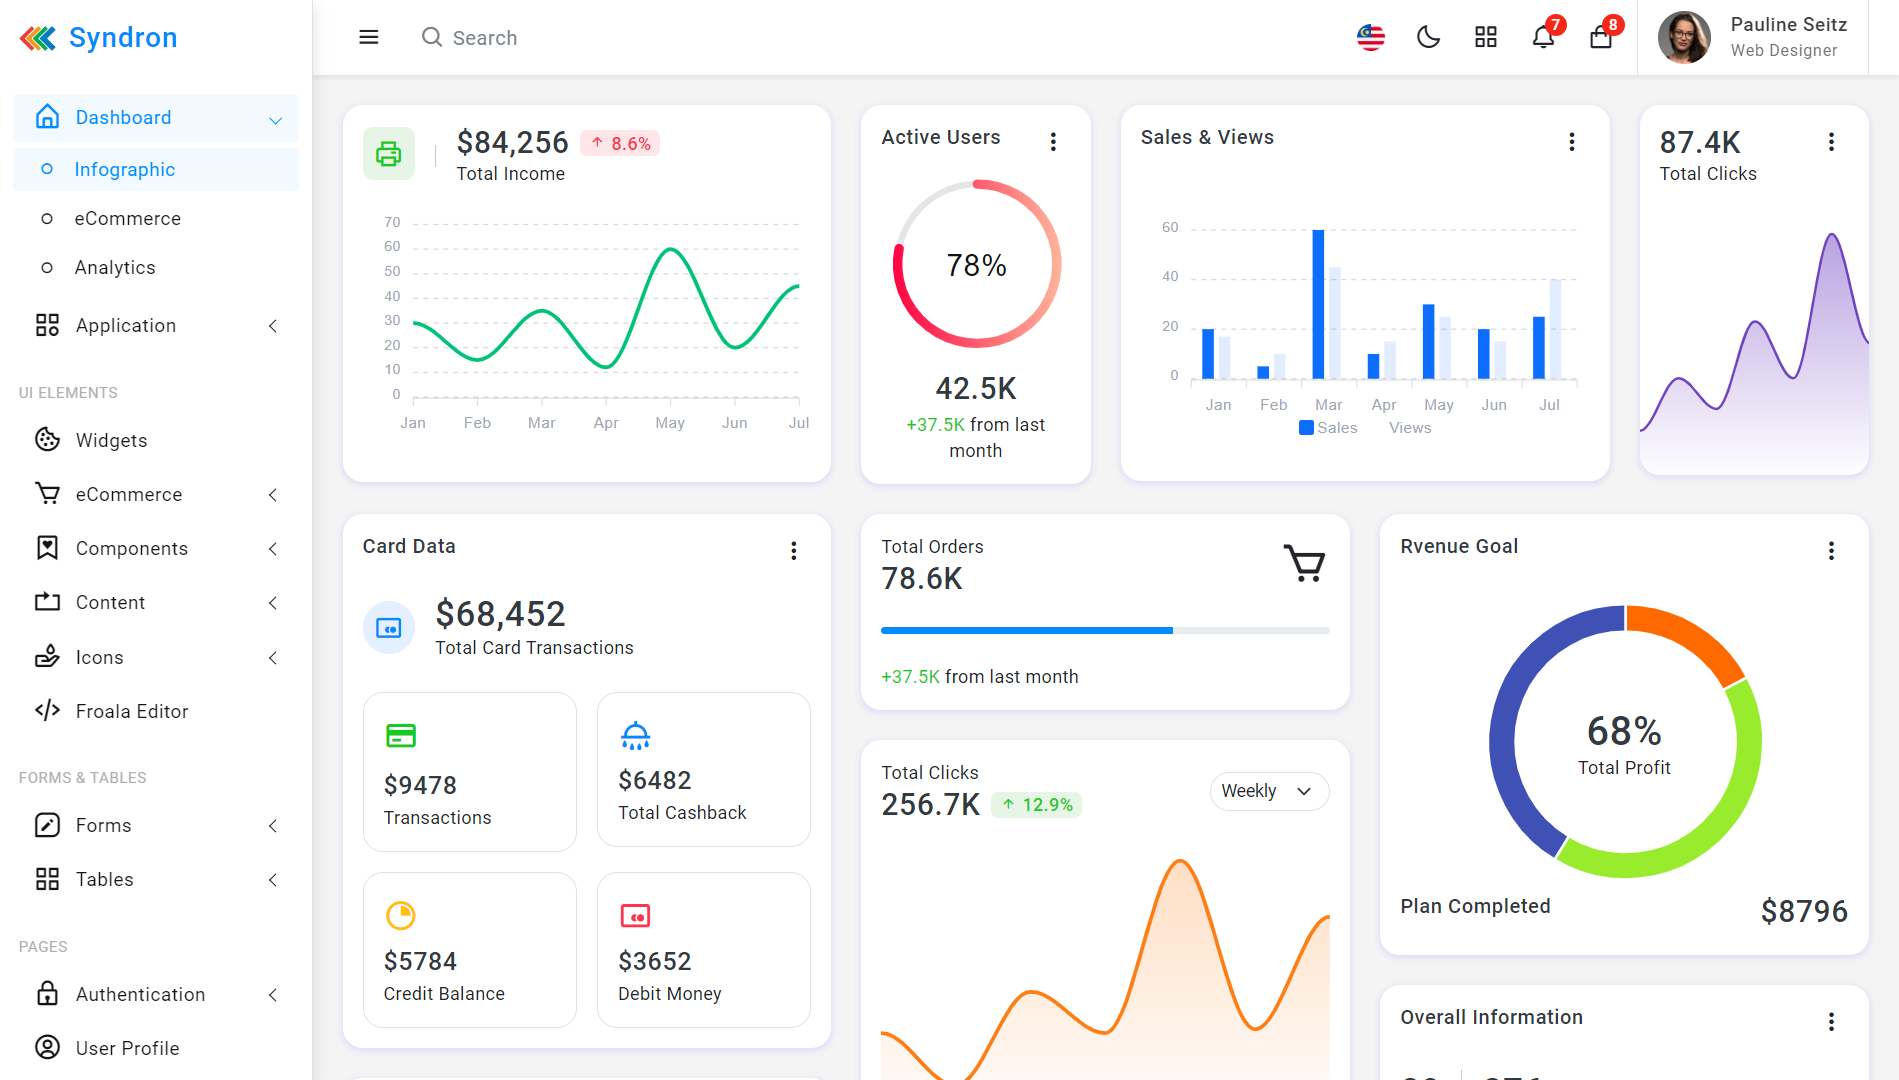 Syndron
Search
7
8
Pauline Seitz
Web Designer
Dashboard
Infographic
eCommerce
Analytics
Application
UI ELEMENTS
Widgets
eCommerce
Components
Content
Icons
Froala Editor
FORMS & TABLES
Forms
Tables
PAGES
Authentication
User Profile
$84,256
8.6%
Total Income
70
60
50
40
30
20
10
0
Jan Feb Mar Apr May Jun Jul
Active Users
78%
42.5K
+37.5K from last
month
Sales & Views
60
40
20
0
Jan Feb Mar Apr May Jun Jul
Sales Views
87.4K
Total Clicks
Card Data
$68,452
Total Card Transactions
$9478
Transactions
$6482
Total Cashback
$5784
Credit Balance
$3652
Debit Money
Total Orders
78.6K
+37.5K from last month
Total Clicks
256.7K
12.9%
Weekly
Rvenue Goal
68%
Total Profit
Plan Completed
$8796
Overall Information